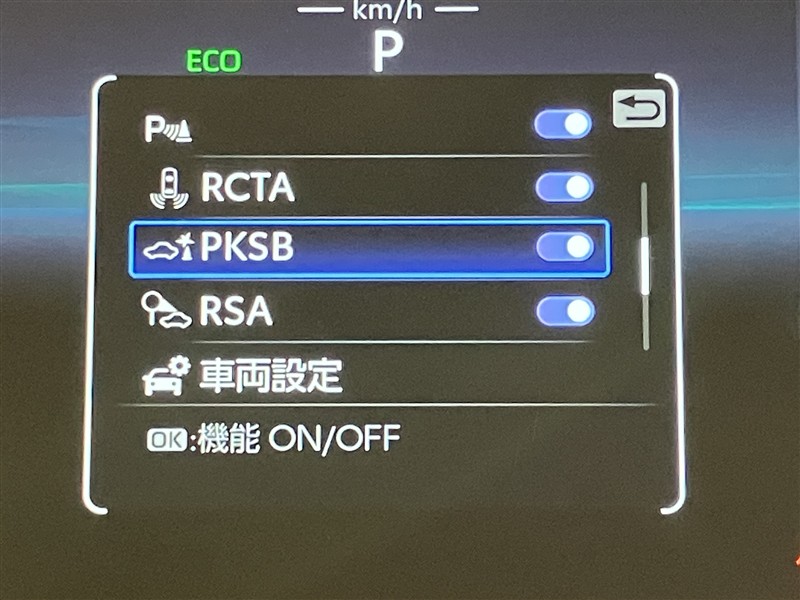 km/h
P
ECO
P
RCTA
PKSB
RSA
車両設定
OK:機能 ON/OFF